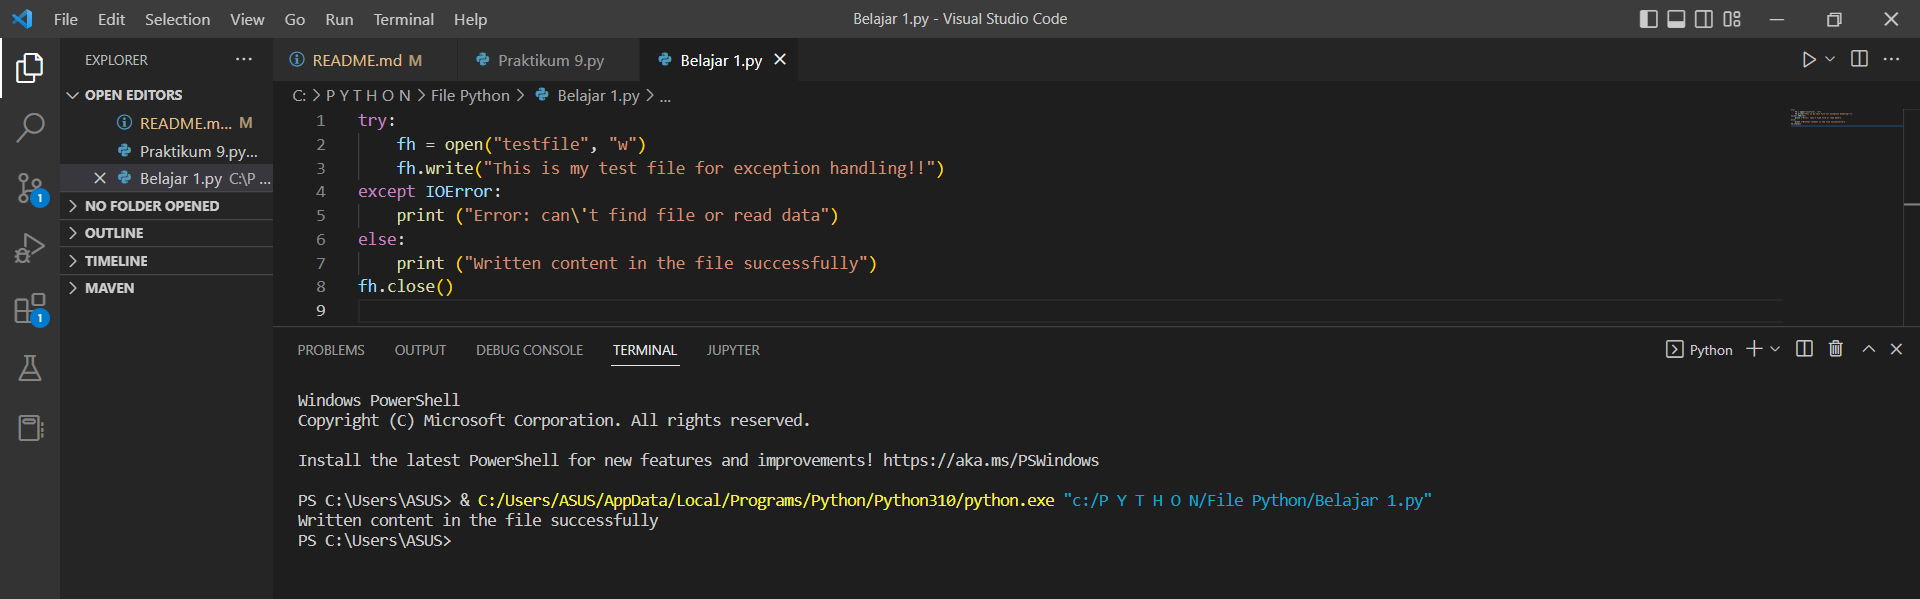 File Edit Selection View Go Run Terminal Help
Belajar 1.py - Visual Studio Code
EXPLORER
OPEN EDITORS
README.m... M
Praktikum 9.py...
Belajar 1.py C:\P ...
NO FOLDER OPENED
OUTLINE
TIMELINE
MAVEN
1
1
README.md M
Praktikum 9.py
Belajar 1.py
C: > P Y T H O N > File Python > Belajar 1.py > ...
1 try:
2     fh = open("testfile", "w")
3     fh.write("This is my test file for exception handling!!")
4 except IOError:
5     print ("Error: can\'t find file or read data")
6 else:
7     print ("Written content in the file successfully")
8 fh.close()
9
PROBLEMS OUTPUT DEBUG CONSOLE TERMINAL JUPYTER
Python
Windows PowerShell
Copyright (C) Microsoft Corporation. All rights reserved.
Install the latest PowerShell for new features and improvements! https://aka.ms/PSWindows
PS C:\Users\ASUS> & C:/Users/ASUS/AppData/Local/Programs/Python/Python310/python.exe "c:/P Y T H O N/File Python/Belajar 1.py"
Written content in the file successfully
PS C:\Users\ASUS>